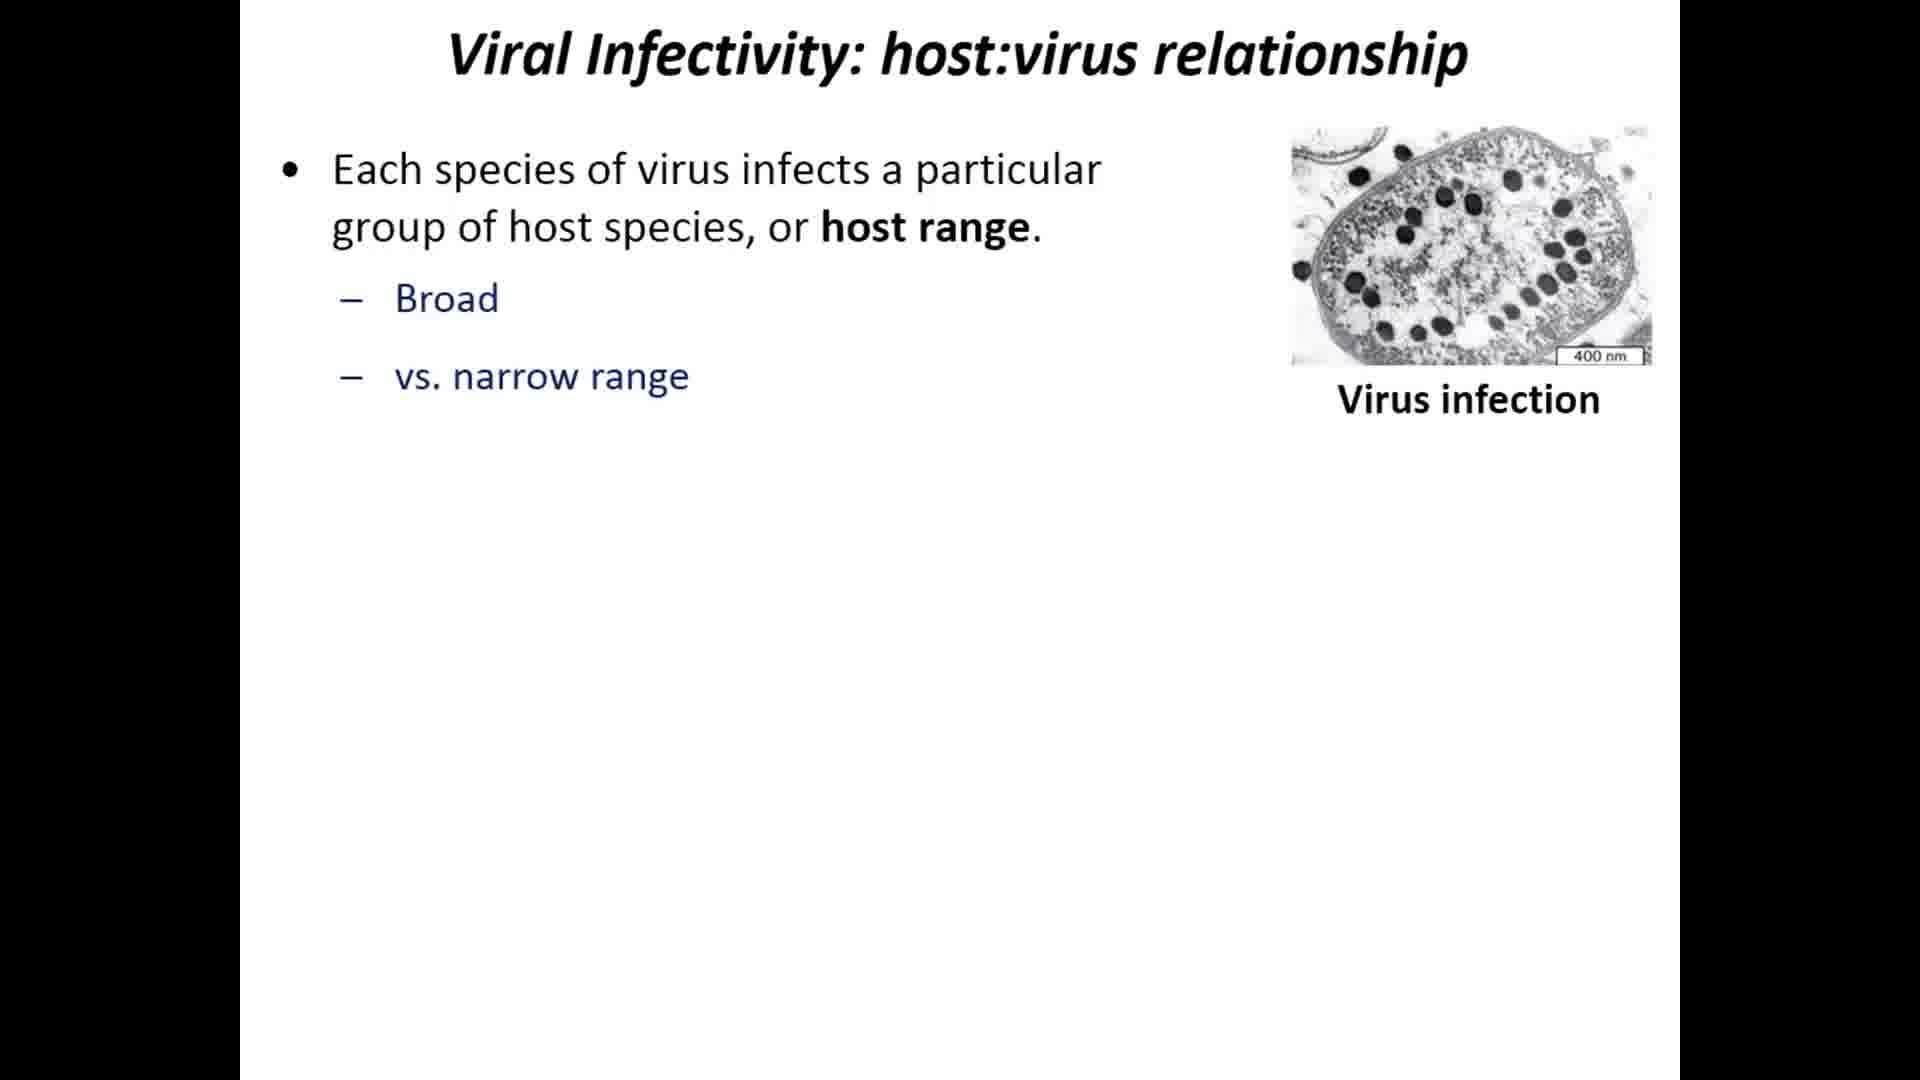 Viral Infectivity: host:virus relationship
• Each species of virus infects a particular
group of host species, or host range.
– Broad
– vs. narrow range
400 nm
Virus infection